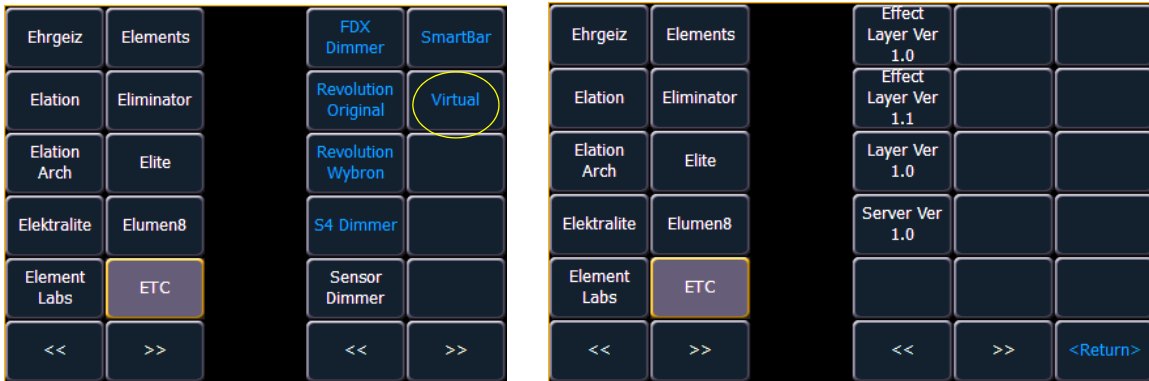 Ehrgeiz Elements FDX Dimmer SmartBar
Elation Eliminator Revolution Original Virtual
Elation Arch Elite Revolution Wybron
Elektralite Elumen8 S4 Dimmer
Element Labs ETC Sensor Dimmer
<< >> << >>
Ehrgeiz Elements Effect Layer Ver 1.0
Elation Eliminator Effect Layer Ver 1.1
Elation Arch Elite Layer Ver 1.0
Elektralite Elumen8 Server Ver 1.0
Element Labs ETC
<< >> << >> <Return>